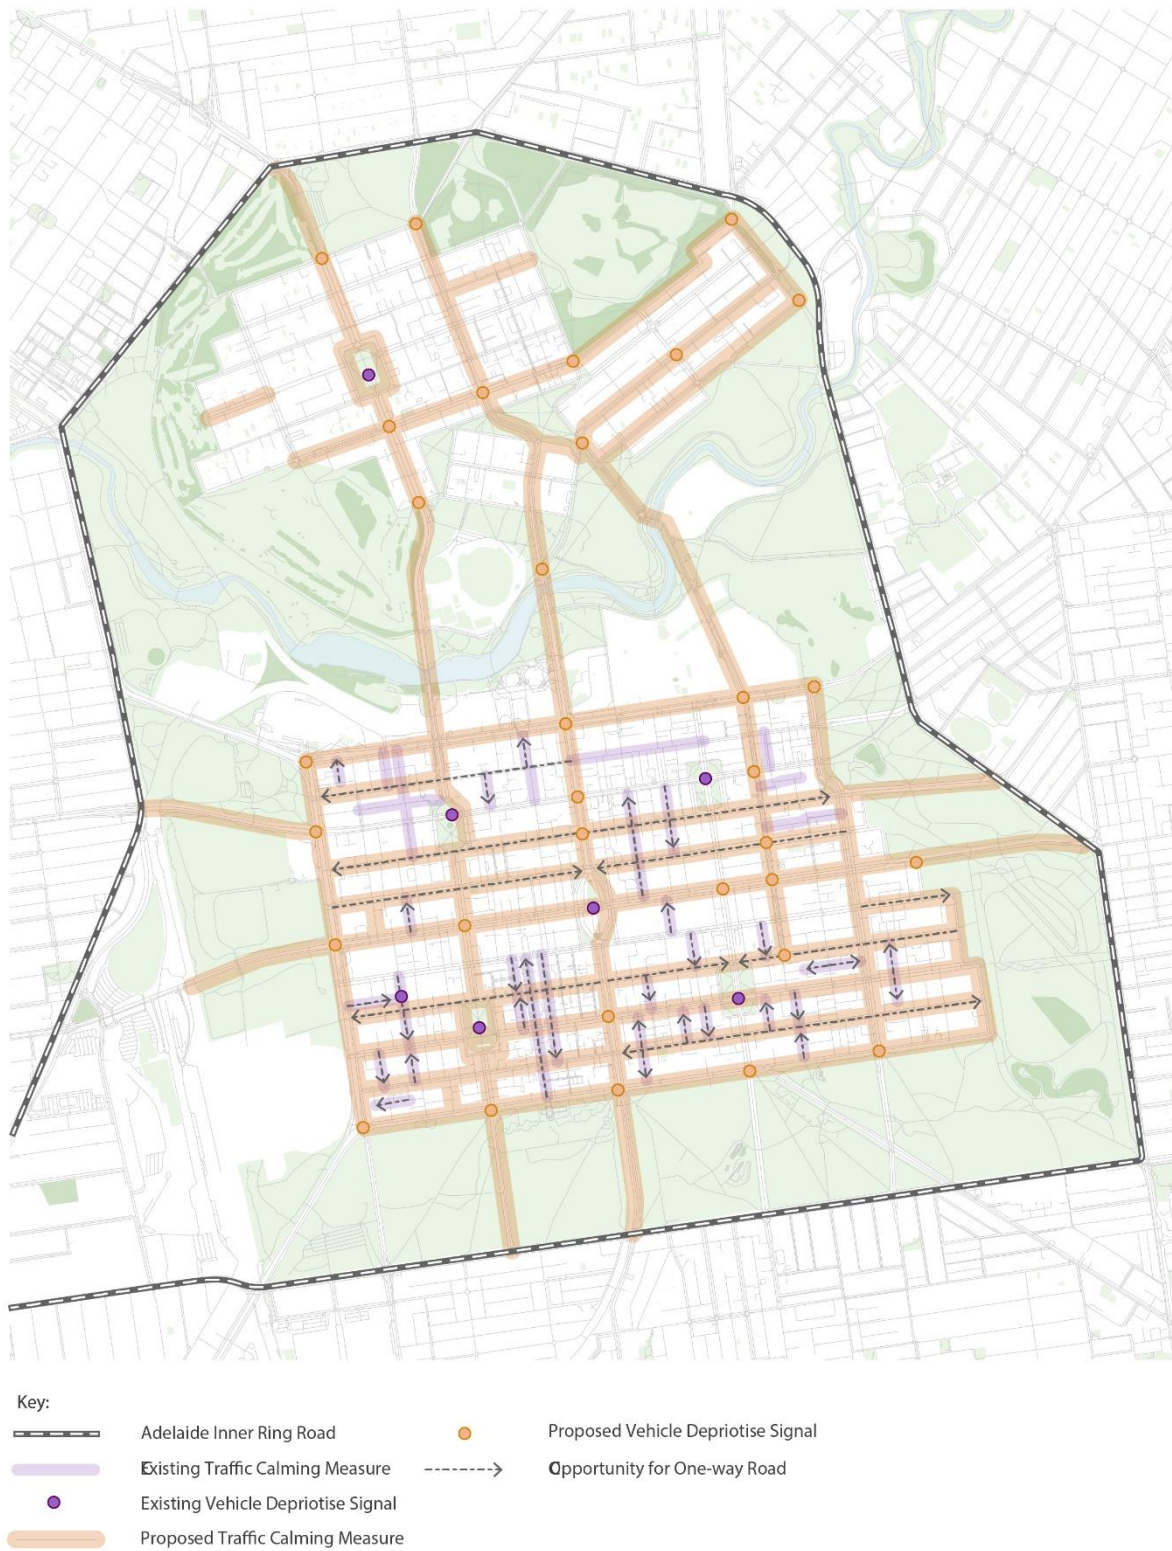 Key:
Adelaide Inner Ring Road
Existing Traffic Calming Measure
Existing Vehicle Depriotise Signal
Proposed Traffic Calming Measure
Proposed Vehicle Depriotise Signal
Opportunity for One-way Road